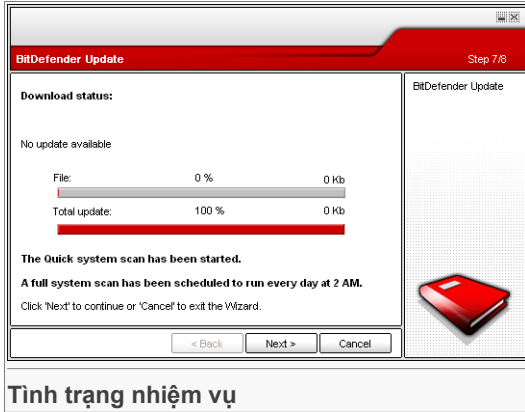 BitDefender Update
Step 7/8
Download status:
No update available
File: 0 % 0 Kb
Total update: 100 % 0 Kb
The Quick system scan has been started.
A full system scan has been scheduled to run every day at 2 AM.
Click 'Next' to continue or 'Cancel' to exit the Wizard.
BitDefender Update
< Back Next > Cancel
Tình trạng nhiệm vụ